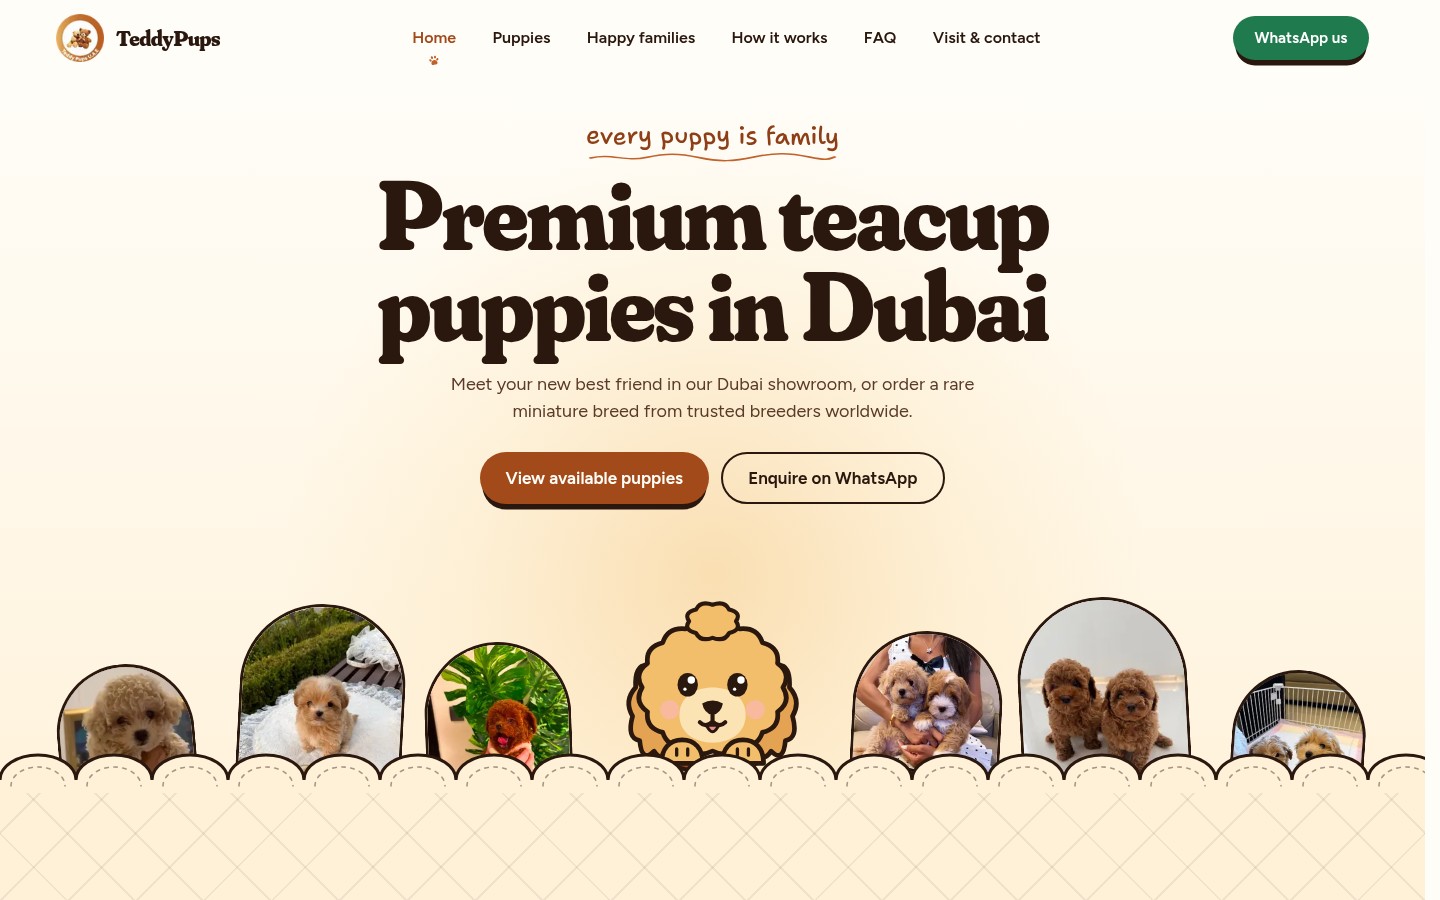 TeddyPups
Home
Puppies
Happy families
How it works
FAQ
Visit & contact
WhatsApp us
every puppy is family
Premium teacup
puppies in Dubai
Meet your new best friend in our Dubai showroom, or order a rare
miniature breed from trusted breeders worldwide.
View available puppies
Enquire on WhatsApp